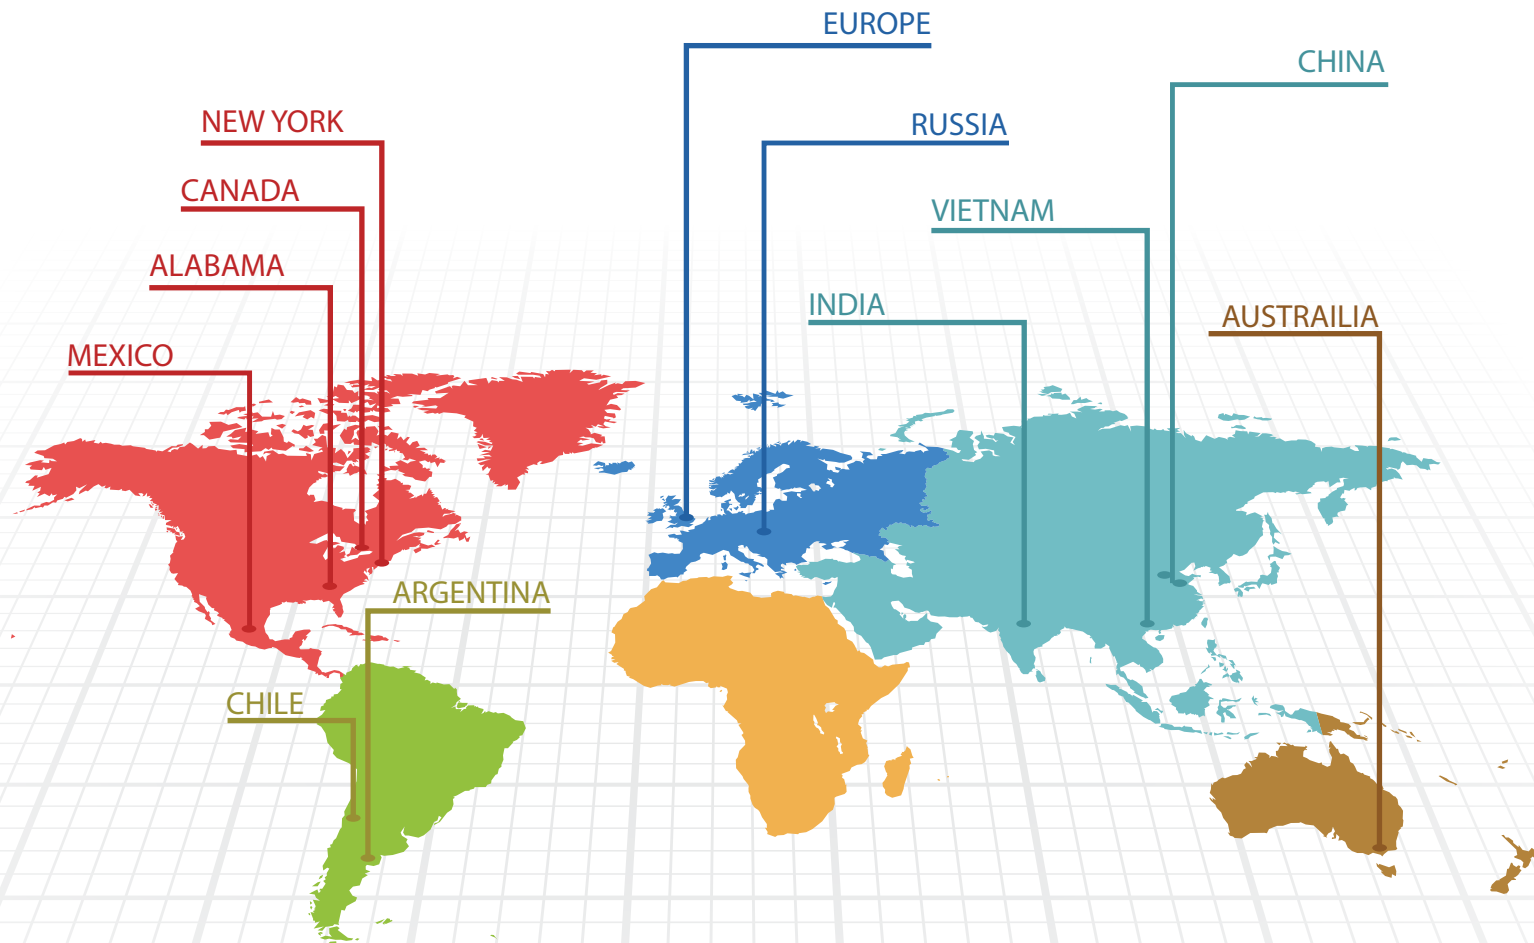 EUROPE
CHINA
NEW YORK
RUSSIA
CANADA
VIETNAM
ALABAMA
INDIA
AUSTRAILIA
MEXICO
ARGENTINA
CHILE